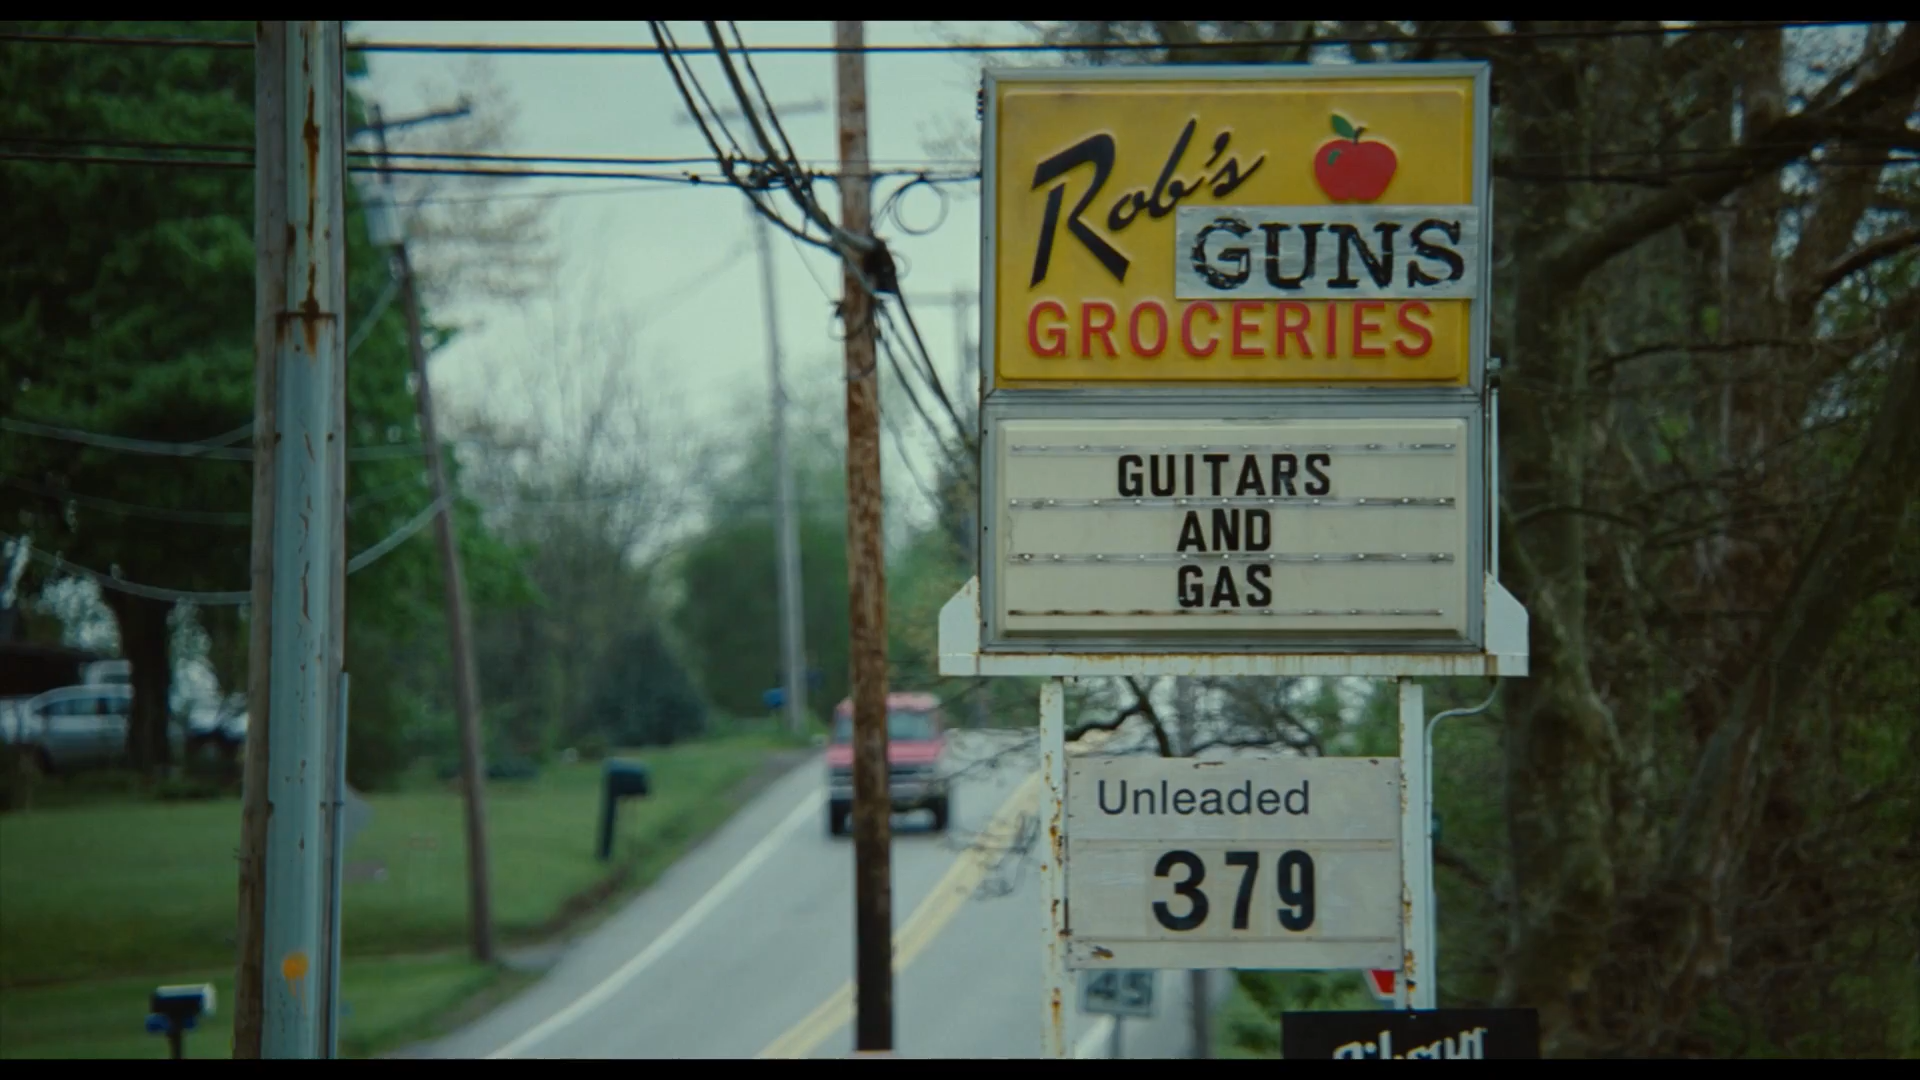 Rob's
GUNS
GROCERIES
GUITARS
AND
GAS
Unleaded
379
45